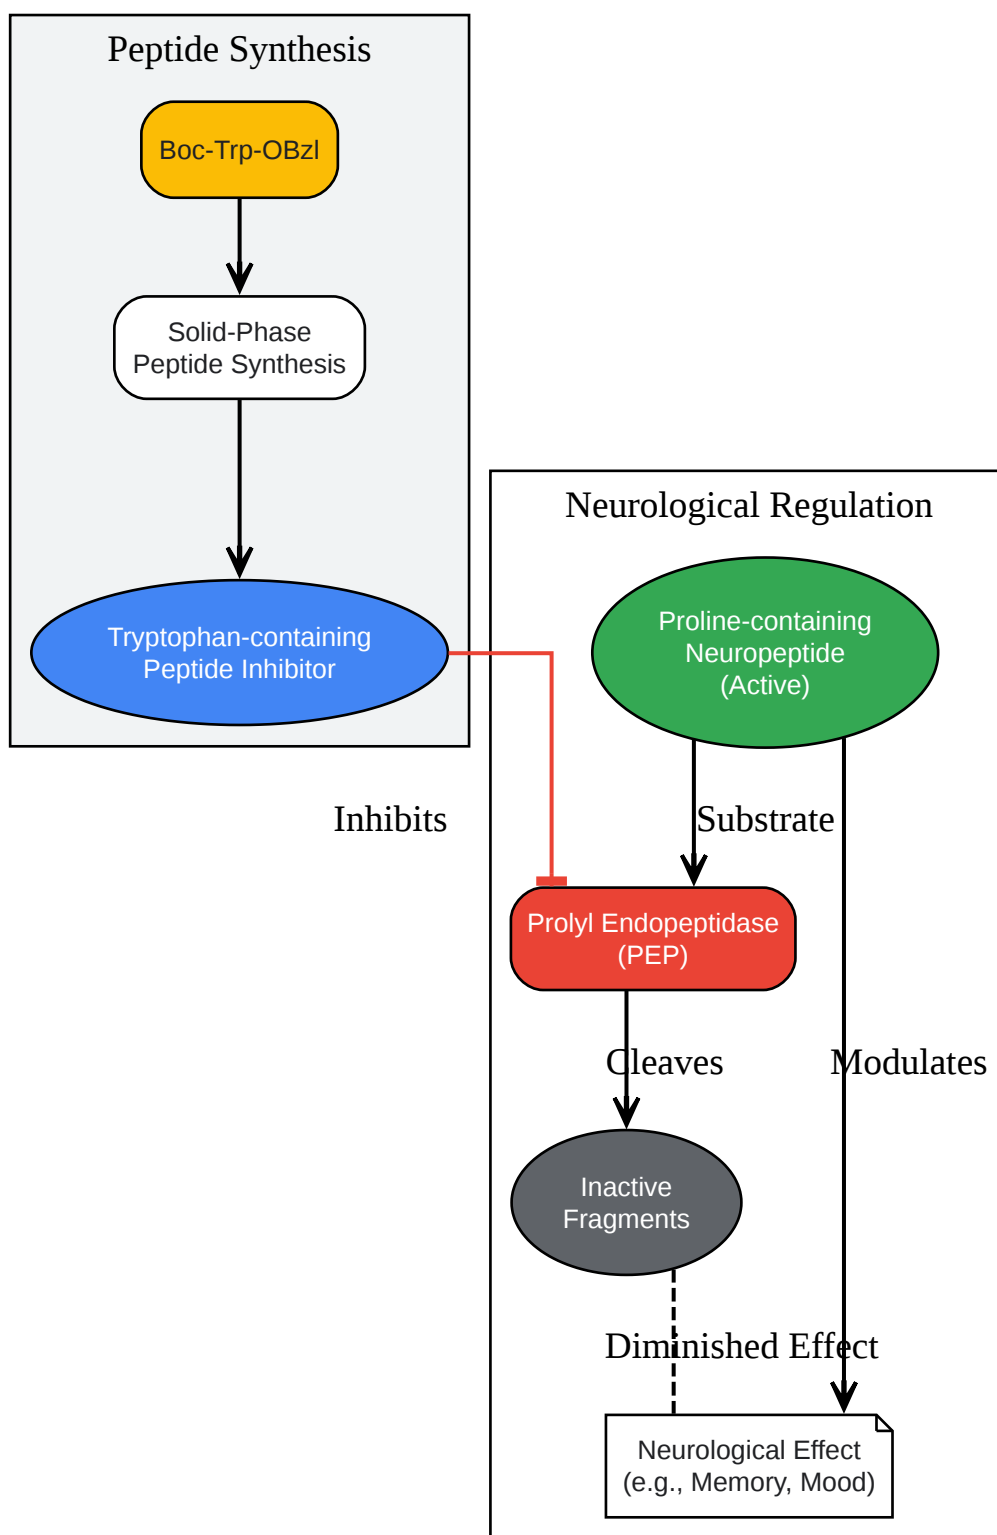 Peptide Synthesis
Boc-Trp-OBzl
Solid-Phase
Peptide Synthesis
Tryptophan-containing
Peptide Inhibitor
Inhibits
Neurological Regulation
Proline-containing
Neuropeptide
(Active)
Substrate
Prolyl Endopeptidase
(PEP)
Cleaves
Modulates
Inactive
Fragments
Diminished Effect
Neurological Effect
(e.g., Memory, Mood)